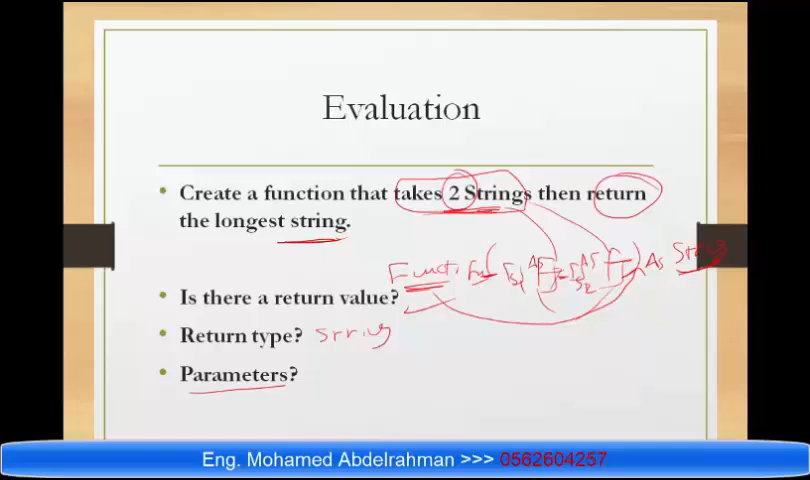 Evaluation
Create a function that takes 2 Strings then return
the longest string.
As String
Is there a return value?
Return type? String
Parameters?
Eng. Mohamed Abdelrahman >>> 0562604257